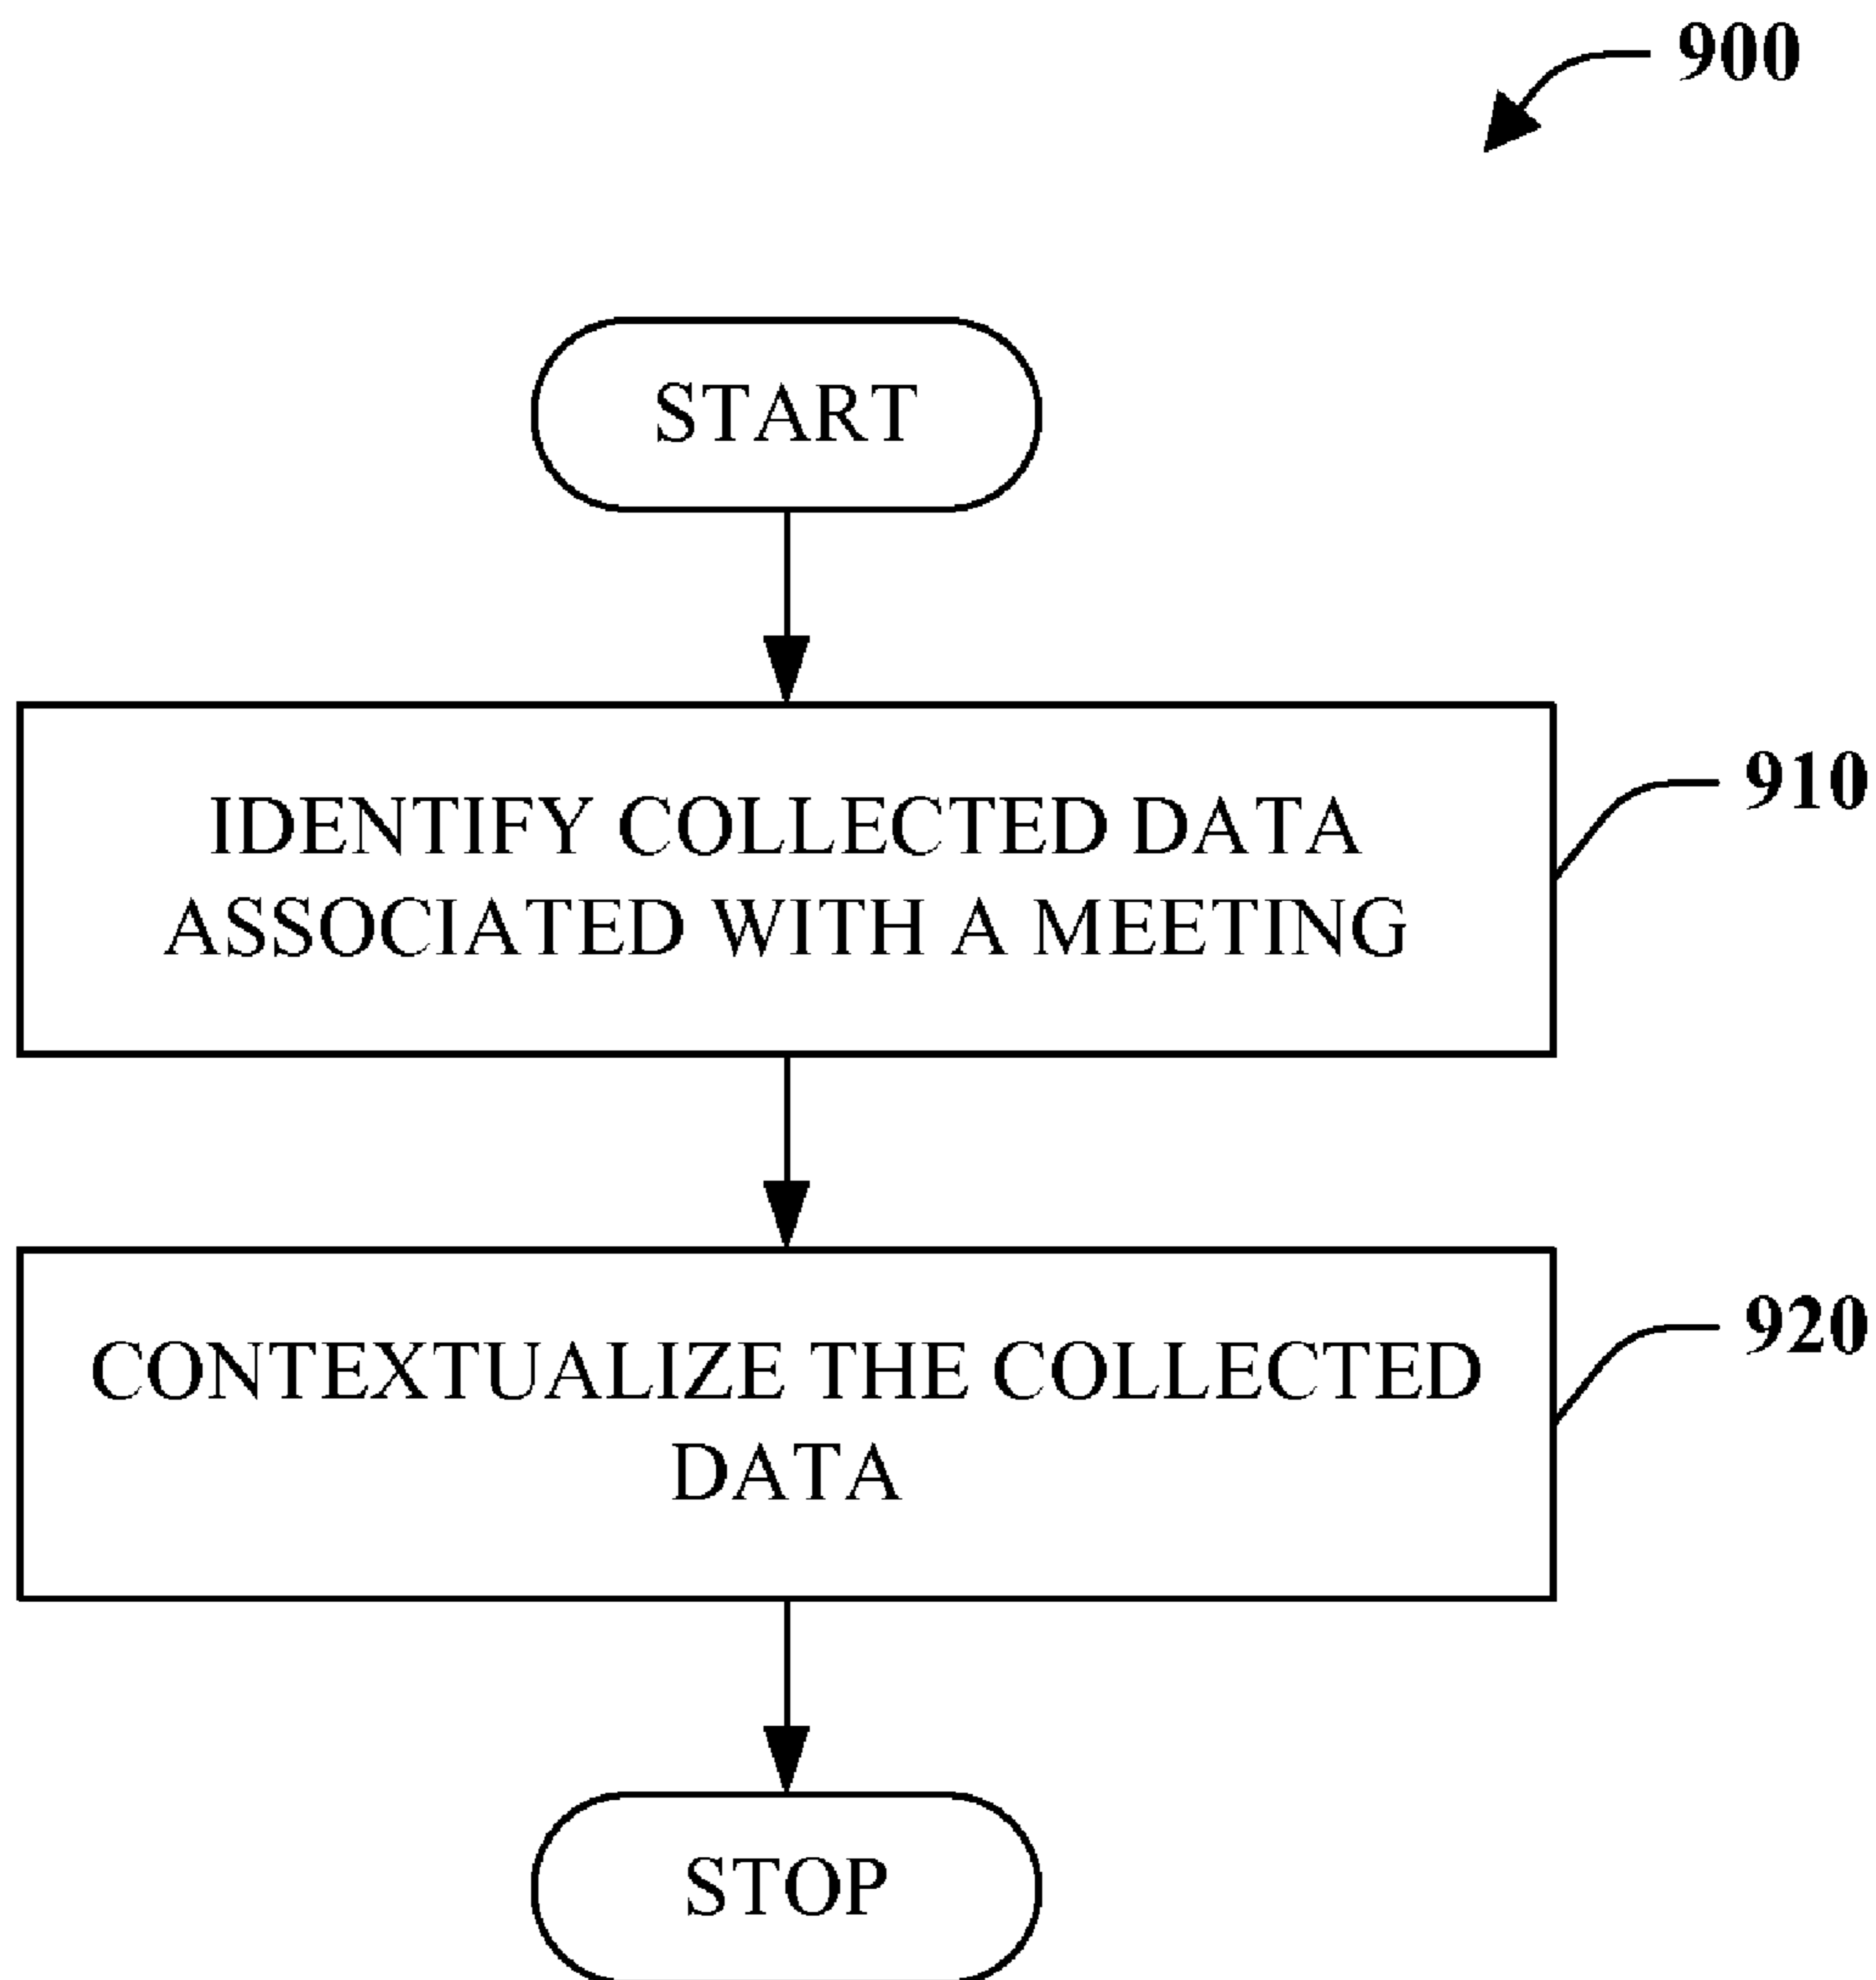 900
START
IDENTIFY COLLECTED DATA
ASSOCIATED WITH A MEETING
910
CONTEXTUALIZE THE COLLECTED
DATA
920
STOP